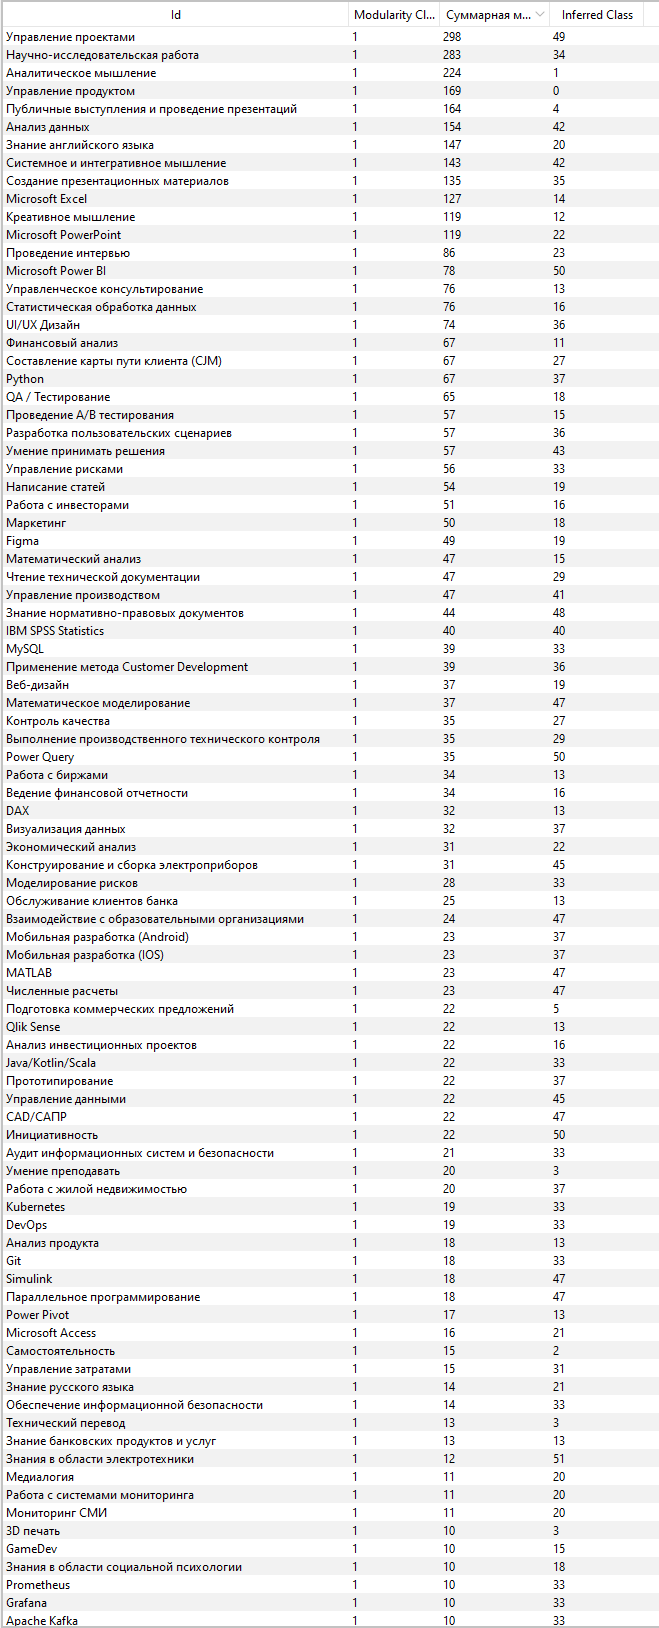 Id Modularity Cl... Суммарная м... Inferred Class
Управление проектами 1 298 49
Научно-исследовательская работа 1 283 34
Аналитическое мышление 1 224 1
Управление продуктом 1 169 0
Публичные выступления и проведение презентаций 1 164 4
Анализ данных 1 154 42
Знание английского языка 1 147 20
Системное и интегративное мышление 1 143 42
Создание презентационных материалов 1 135 35
Microsoft Excel 1 127 14
Креативное мышление 1 119 12
Microsoft PowerPoint 1 119 22
Проведение интервью 1 86 23
Microsoft Power BI 1 78 50
Управленческое консультирование 1 76 13
Статистическая обработка данных 1 76 16
UI/UX Дизайн 1 74 36
Финансовый анализ 1 67 11
Составление карты пути клиента (CJM) 1 67 27
Python 1 67 37
QA / Тестирование 1 65 18
Проведение A/B тестирования 1 57 15
Разработка пользовательских сценариев 1 57 36
Умение принимать решения 1 57 43
Управление рисками 1 56 33
Написание статей 1 54 19
Работа с инвесторами 1 51 16
Маркетинг 1 50 18
Figma 1 49 19
Математический анализ 1 47 15
Чтение технической документации 1 47 29
Управление производством 1 47 41
Знание нормативно-правовых документов 1 44 48
IBM SPSS Statistics 1 40 40
MySQL 1 39 33
Применение метода Customer Development 1 39 36
Веб-дизайн 1 37 19
Математическое моделирование 1 37 47
Контроль качества 1 35 27
Выполнение производственного технического контроля 1 35 29
Power Query 1 35 50
Работа с биржами 1 34 13
Ведение финансовой отчетности 1 34 16
DAX 1 32 13
Визуализация данных 1 32 37
Экономический анализ 1 31 22
Конструирование и сборка электроприборов 1 31 45
Моделирование рисков 1 28 33
Обслуживание клиентов банка 1 25 13
Взаимодействие с образовательными организациями 1 24 47
Мобильная разработка (Android) 1 23 37
Мобильная разработка (IOS) 1 23 37
MATLAB 1 23 47
Численные расчеты 1 23 47
Подготовка коммерческих предложений 1 22 5
Qlik Sense 1 22 13
Анализ инвестиционных проектов 1 22 16
Java/Kotlin/Scala 1 22 33
Прототипирование 1 22 37
Управление данными 1 22 45
CAD/САПР 1 22 47
Инициативность 1 22 50
Аудит информационных систем и безопасности 1 21 33
Умение преподавать 1 20 3
Работа с жилой недвижимостью 1 20 37
Kubernetes 1 19 33
DevOps 1 19 33
Анализ продукта 1 18 13
Git 1 18 33
Simulink 1 18 47
Параллельное программирование 1 18 47
Power Pivot 1 17 13
Microsoft Access 1 16 21
Самостоятельность 1 15 2
Управление затратами 1 15 31
Знание русского языка 1 14 21
Обеспечение информационной безопасности 1 14 33
Технический перевод 1 13 3
Знание банковских продуктов и услуг 1 13 13
Знания в области электротехники 1 12 51
Медиалогия 1 11 20
Работа с системами мониторинга 1 11 20
Мониторинг СМИ 1 11 20
3D печать 1 10 3
GameDev 1 10 15
Знания в области социальной психологии 1 10 18
Prometheus 1 10 33
Grafana 1 10 33
Apache Kafka 1 10 33